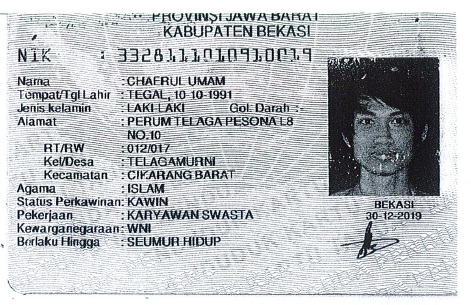 PROVINSI JAWA BARAT
KABUPATEN BEKASI
NIK : 3328111010910019
Nama : CHAERUL UMAM
Tempat/Tgl Lahir : TEGAL, 10-10-1991
Jenis kelamin : LAKI LAKI Gol. Darah :-
Alamat : PERUM TELAGA PESONA L8
NO.10
RT/RW : 012/017
Kel/Desa : TELAGAMURNI
Kecamatan : CIKARANG BARAT
Agama : ISLAM
Status Perkawinan: KAWIN
Pekerjaan : KARYAWAN SWASTA
Kewarganegaraan: WNI
Berlaku Hingga : SEUMUR HIDUP
BEKASI
30-12-2019